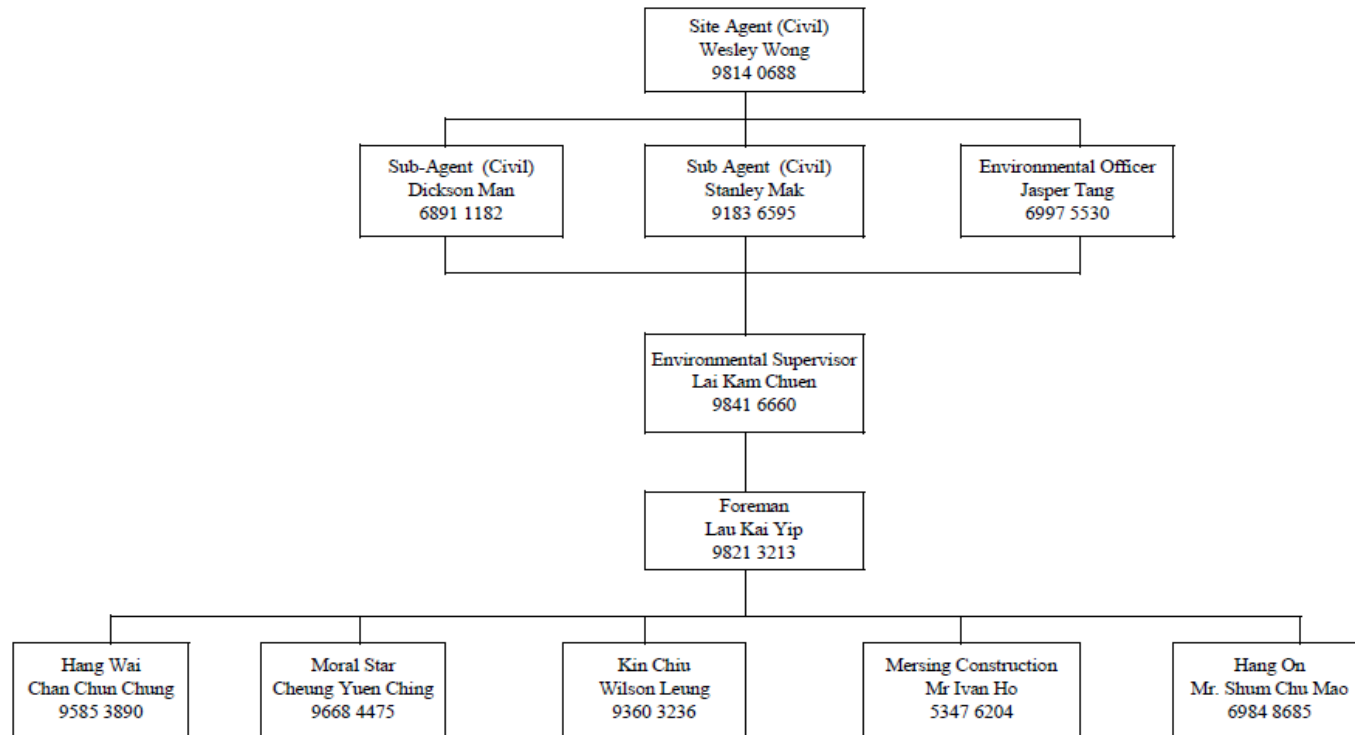 Site Agent (Civil)
Wesley Wong
9814 0688
Sub-Agent  (Civil)
Dickson Man
6891 1182
Sub Agent  (Civil)
Stanley Mak
9183 6595
Environmental Officer
Jasper Tang
6997 5530
Environmental Supervisor
Lai Kam Chuen
9841 6660
Foreman
Lau Kai Yip
9821 3213
Hang Wai
Chan Chun Chung
9585 3890
Moral Star
Cheung Yuen Ching
9668 4475
Kin Chiu
Wilson Leung
9360 3236
Mersing Construction
Mr Ivan Ho
5347 6204
Hang On
Mr. Shum Chu Mao
6984 8685